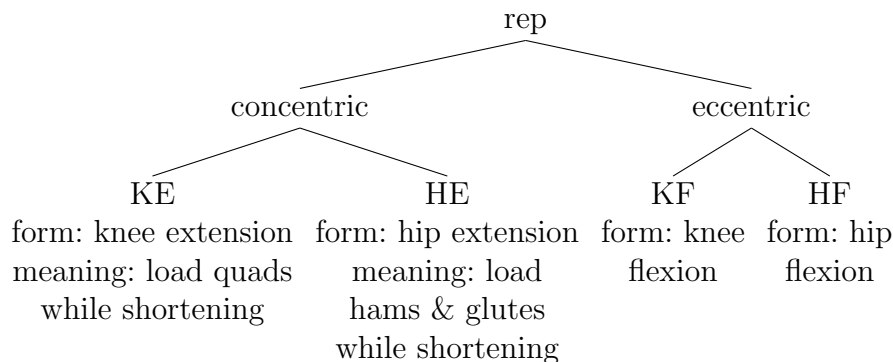 rep
concentric eccentric
KE HE KF HF
form: knee extension form: hip extension form: knee form: hip
meaning: load quads meaning: load flexion flexion
while shortening hams & glutes
while shortening